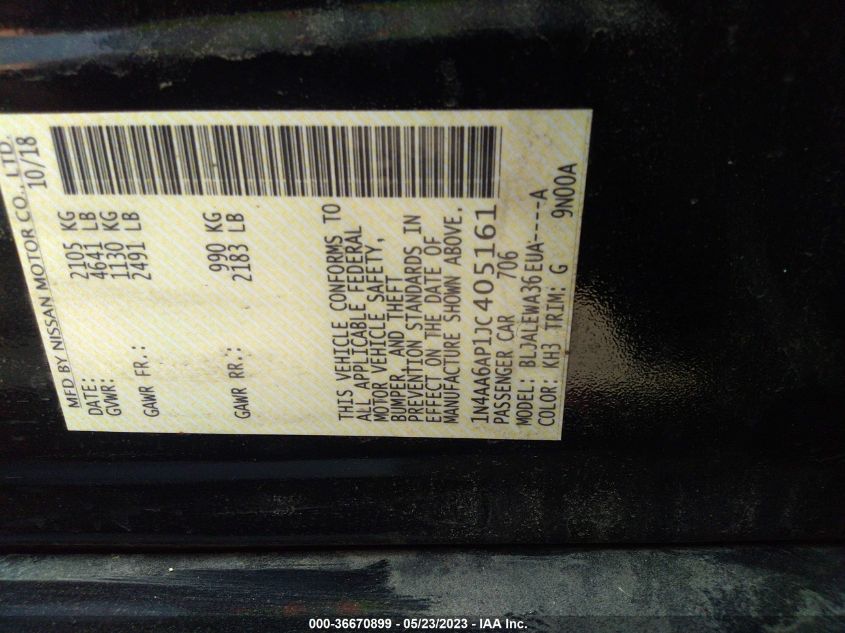 MFD BY NISSAN MOTOR CO., LTD.
DATE: 10/18
GVWR: 2105 KG
4641 LB
GAWR FR.: 1130 KG
2491 LB
GAWR RR.: 990 KG
2183 LB
THIS VEHICLE CONFORMS TO
ALL APPLICABLE FEDERAL
MOTOR VEHICLE SAFETY,
BUMPER, AND THEFT
PREVENTION STANDARDS IN
EFFECT ON THE DATE OF
MANUFACTURE SHOWN ABOVE.
1N4AA6AP1JC405161
PASSENGER CAR 706
MODEL: BLJALEWA36EUA----A
COLOR: KH3 TRIM: G 9N00A
000-36670899 - 05/23/2023 - IAA Inc.